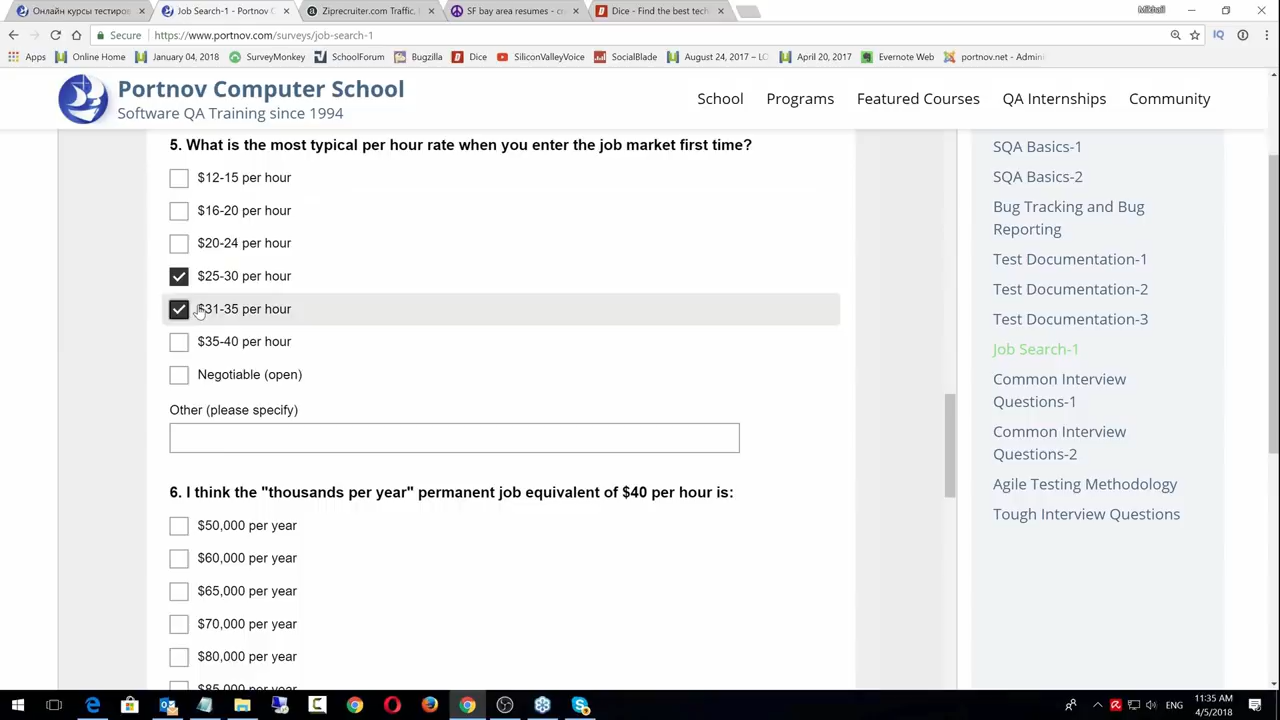 Онлайн курсы тестиров
Job Search-1 - Portnov C
Ziprecruiter.com Traffic,
SF bay area resumes - c
Dice - Find the best tech
Mikhail
Secure
https://www.portnov.com/surveys/job-search-1
Apps
Online Home
January 04, 2018
SurveyMonkey
SchoolForum
Bugzilla
Dice
SiliconValleyVoice
SocialBlade
August 24, 2017 – LC
April 20, 2017
Evernote Web
portnov.net - Admini
Portnov Computer School
Software QA Training since 1994
School
Programs
Featured Courses
QA Internships
Community
5. What is the most typical per hour rate when you enter the job market first time?
$12-15 per hour
$16-20 per hour
$20-24 per hour
$25-30 per hour
$31-35 per hour
$35-40 per hour
Negotiable (open)
Other (please specify)
6. I think the "thousands per year" permanent job equivalent of $40 per hour is:
$50,000 per year
$60,000 per year
$65,000 per year
$70,000 per year
$80,000 per year
$85,000 per year
SQA Basics-1
SQA Basics-2
Bug Tracking and Bug
Reporting
Test Documentation-1
Test Documentation-2
Test Documentation-3
Job Search-1
Common Interview
Questions-1
Common Interview
Questions-2
Agile Testing Methodology
Tough Interview Questions
ENG
11:35 AM
4/5/2018